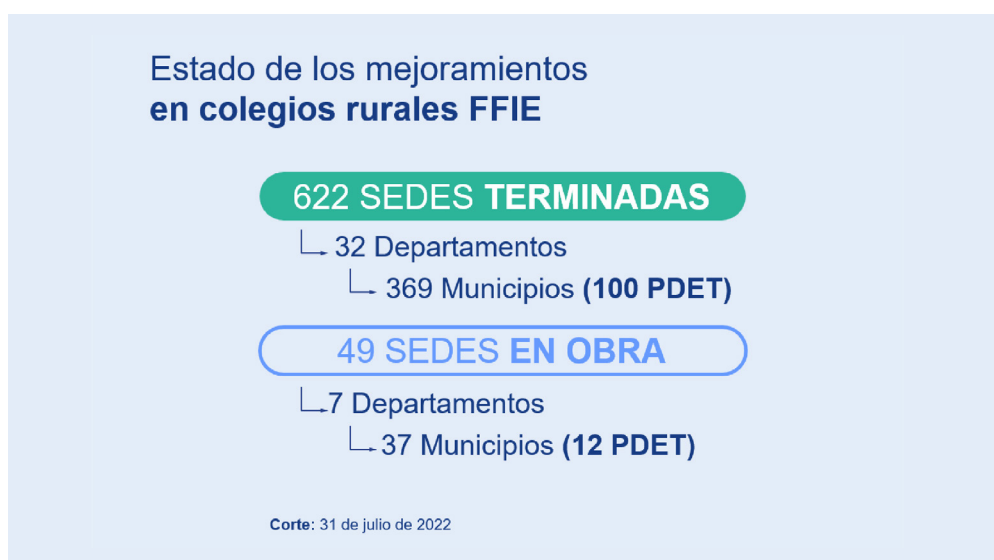 Estado de los mejoramientos
en colegios rurales FFIE
622 SEDES TERMINADAS
32 Departamentos
369 Municipios (100 PDET)
49 SEDES EN OBRA
7 Departamentos
37 Municipios (12 PDET)
Corte: 31 de julio de 2022